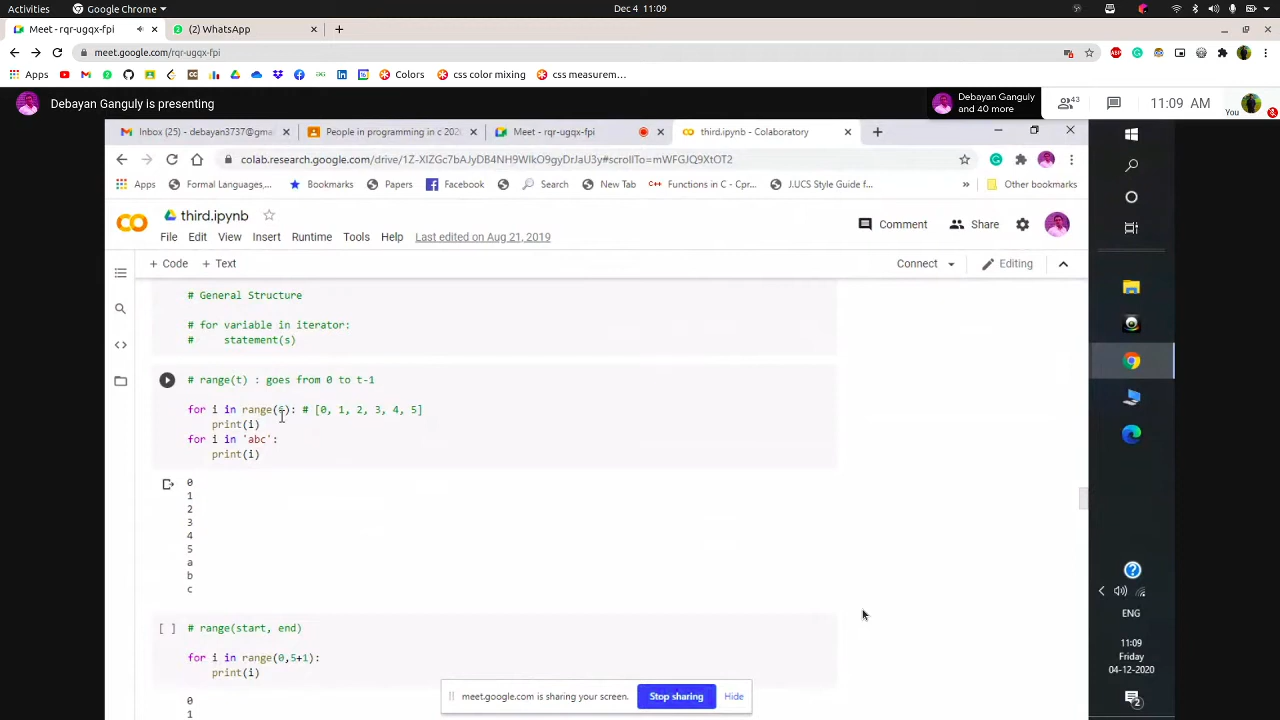 Activities
Google Chrome
Dec 4 11:09
Meet - rqr-ugqx-fpi
(2) WhatsApp
meet.google.com/rqr-ugqx-fpi
Apps
Colors
css color mixing
css measurem...
Debayan Ganguly is presenting
Debayan Ganguly
and 40 more
43
11:09 AM
You
Inbox (25) - debayan3737@gmai
People in programming in c 202
Meet - rqr-ugqx-fpi
third.ipynb - Colaboratory
colab.research.google.com/drive/1Z-XIZGc7bAJyDB4NH9WIkO9gyDrJaU3y#scrollTo=mWFGJQ9XtOT2
Apps
Formal Languages,...
Bookmarks
Papers
Facebook
Search
New Tab
Functions in C - Cpr...
J.UCS Style Guide f...
»
Other bookmarks
third.ipynb
Comment
Share
File Edit View Insert Runtime Tools Help Last edited on Aug 21, 2019
+ Code + Text
Connect
Editing
# General Structure
# for variable in iterator:
# statement(s)
# range(t) : goes from 0 to t-1
for i in range(6): # [0, 1, 2, 3, 4, 5]
print(i)
for i in 'abc':
print(i)
0
1
2
3
4
5
a
b
c
[ ] # range(start, end)
for i in range(0,5+1):
print(i)
0
1
meet.google.com is sharing your screen.
Stop sharing
Hide
ENG
11:09
Friday
04-12-2020
2